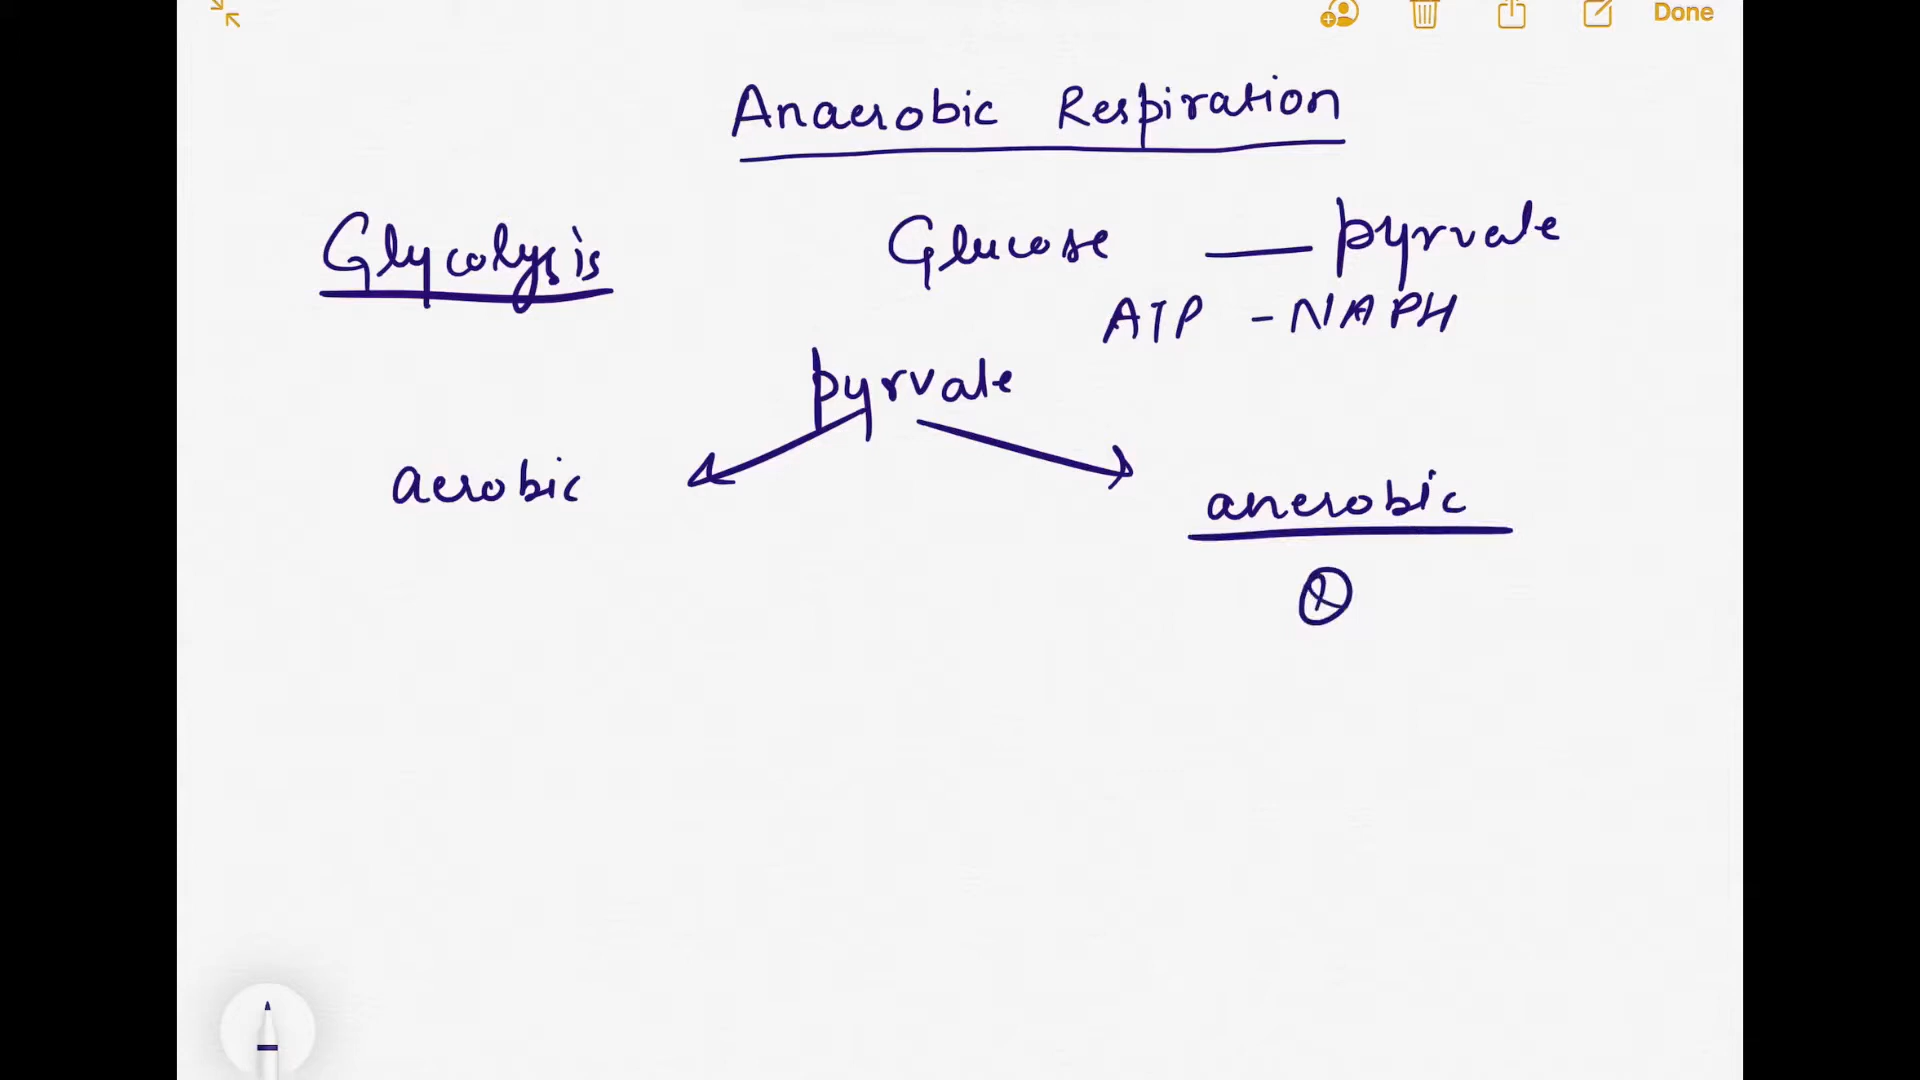 Done
Anaerobic Respiration
Glycolysis Glucose — pyrvate
ATP - NAPH
pyrvate
aerobic
anerobic